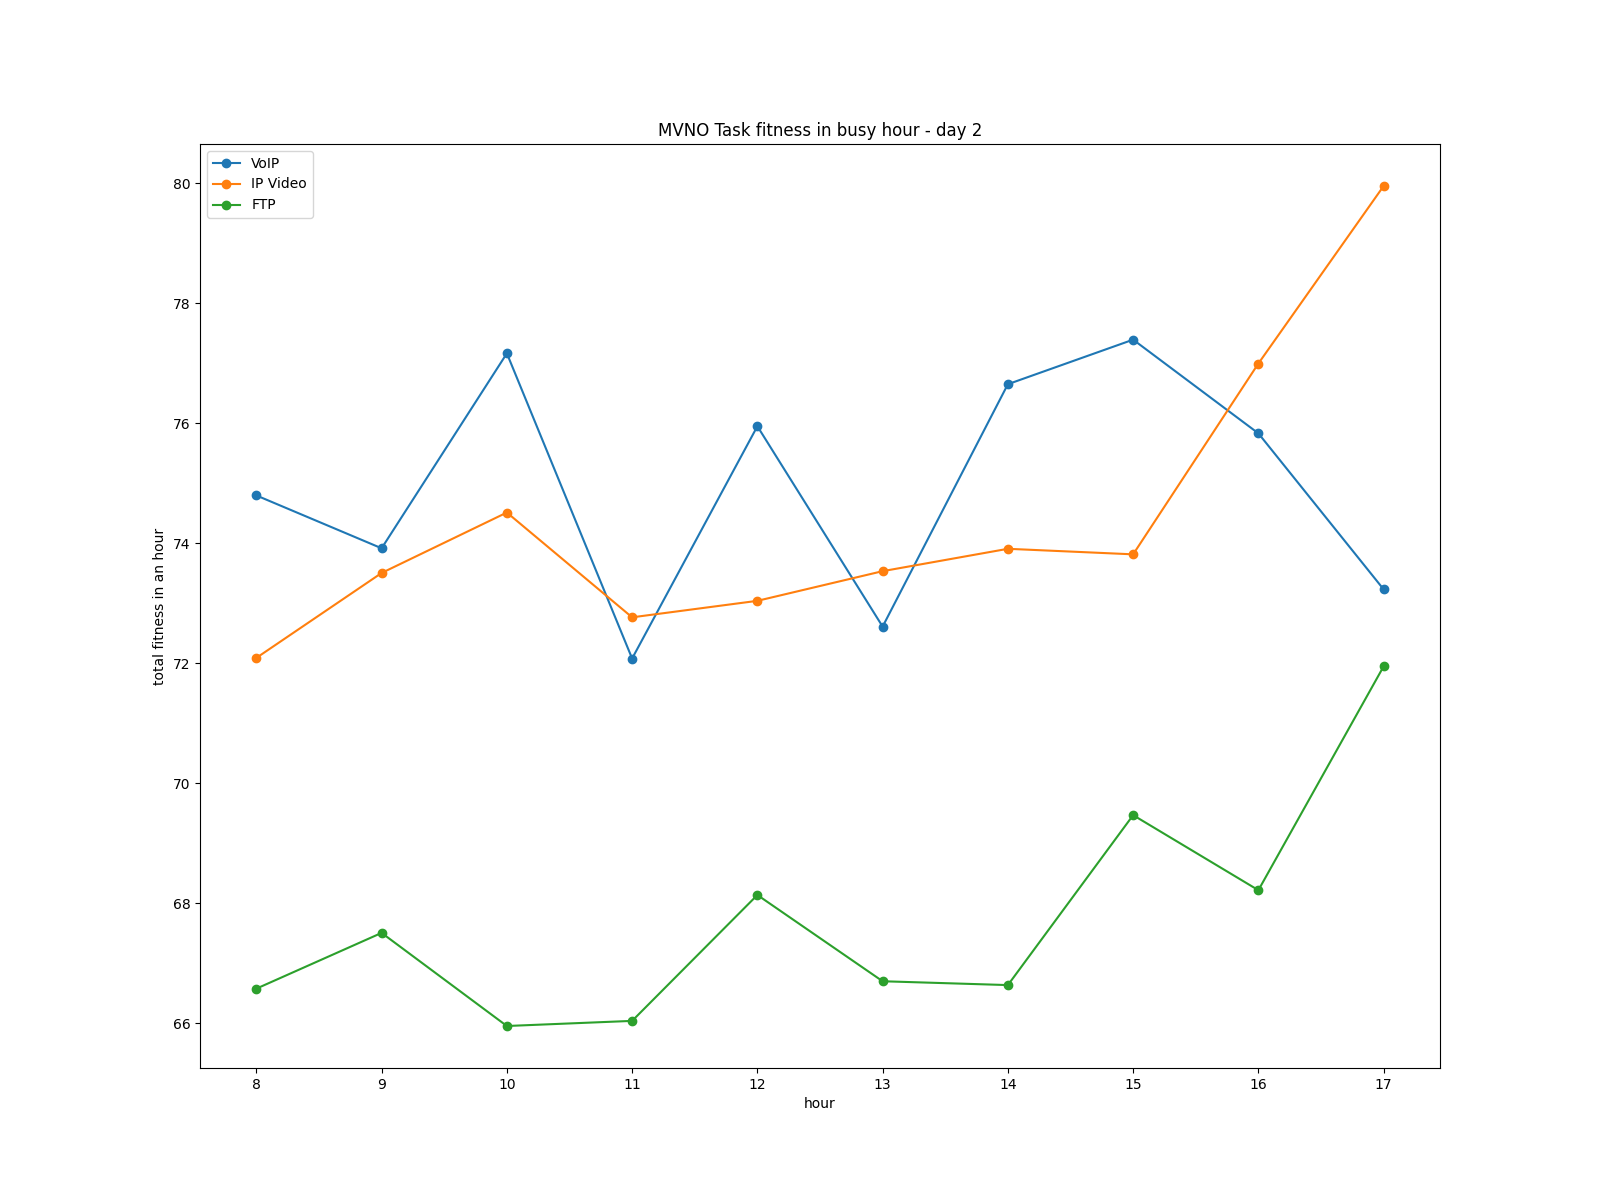 MVNO Task fitness in busy hour - day 2
VoIP
IP Video
FTP
total fitness in an hour
80
78
76
74
72
70
68
66
8 9 10 11 12 13 14 15 16 17
hour